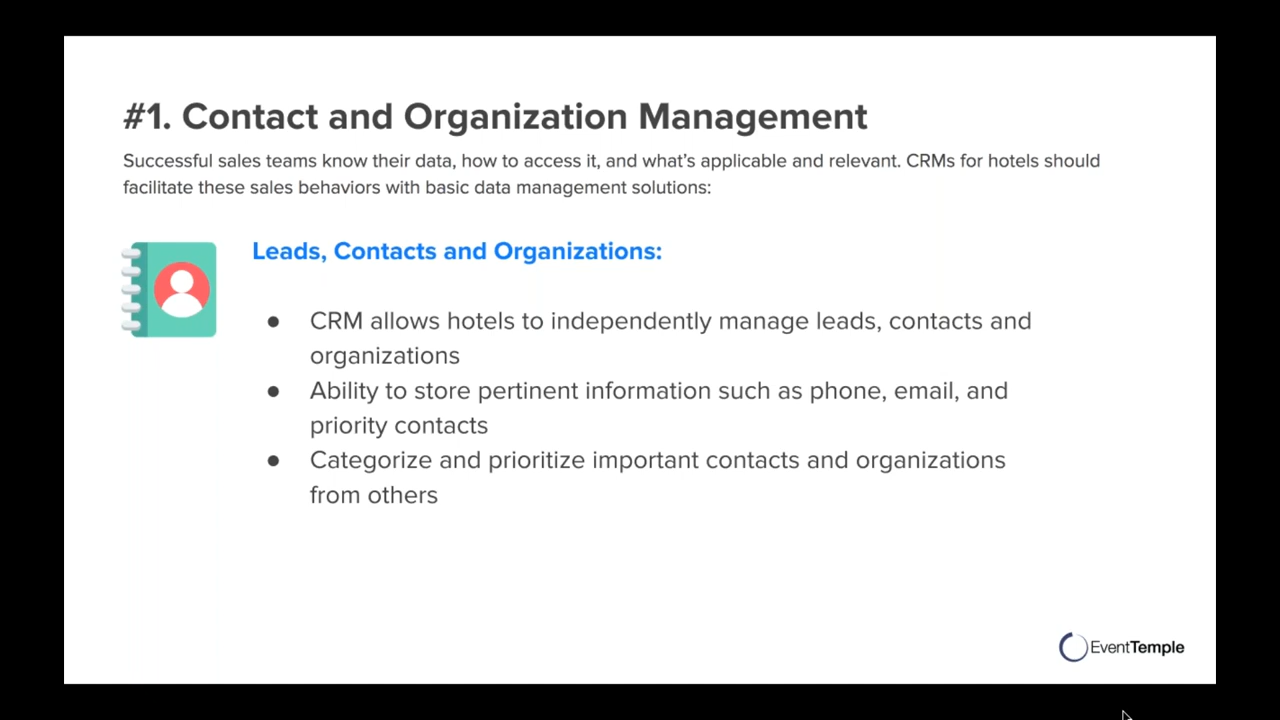 #1. Contact and Organization Management
Successful sales teams know their data, how to access it, and what's applicable and relevant. CRMs for hotels should
facilitate these sales behaviors with basic data management solutions:
Leads, Contacts and Organizations:
● CRM allows hotels to independently manage leads, contacts and
organizations
● Ability to store pertinent information such as phone, email, and
priority contacts
● Categorize and prioritize important contacts and organizations
from others
EventTemple